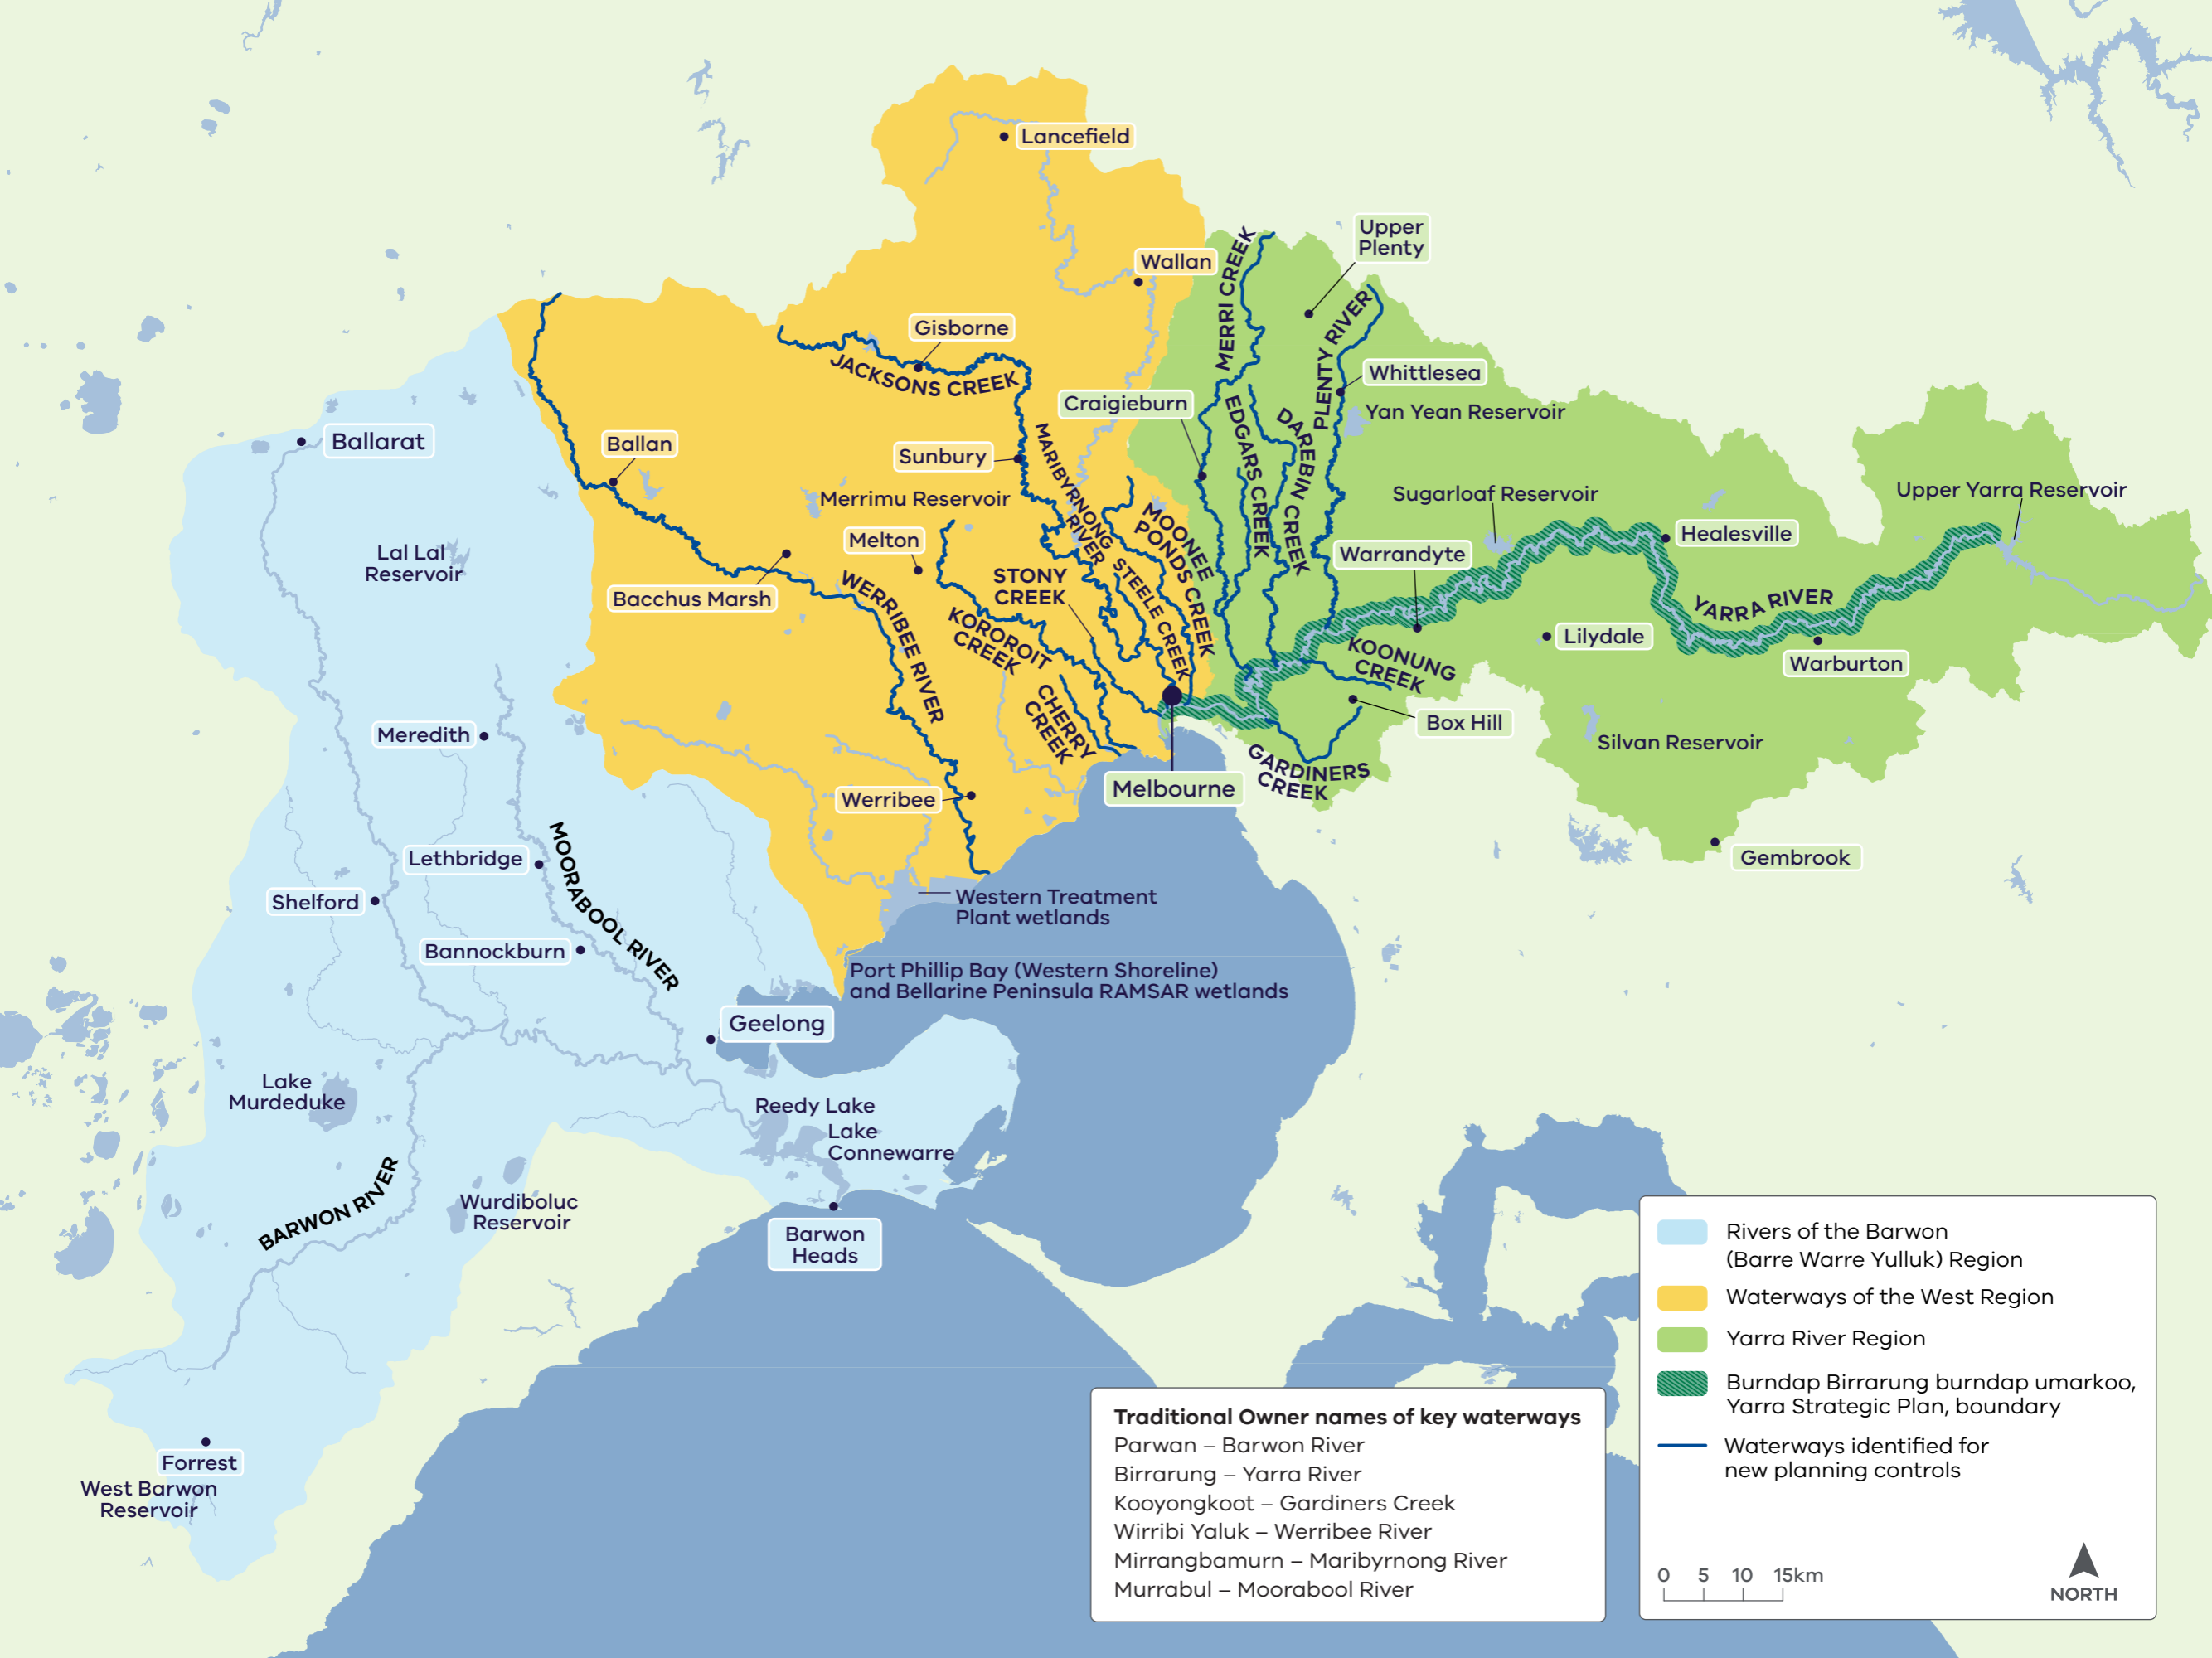 Lancefield
Upper
Plenty
Wallan
MERRI CREEK
Gisborne
JACKSONS CREEK
PLENTY RIVER
Whittlesea
Craigieburn
Yan Yean Reservoir
EDGARS CREEK
DAREBIN CREEK
Ballarat
Ballan
Sunbury
MARIBYRNONG
RIVER
Merrimu Reservoir
Sugarloaf Reservoir
Upper Yarra Reservoir
MOONEE
PONDS CREEK
Healesville
Melton
Warrandyte
Lal Lal
Reservoir
STONY
CREEK
STEELE CREEK
Bacchus Marsh
WERRIBEE RIVER
KOROROIT
CREEK
YARRA RIVER
Lilydale
KOONUNG
CREEK
Warburton
CHERRY
CREEK
Box Hill
Meredith
Silvan Reservoir
GARDINERS
CREEK
Melbourne
Werribee
MOORABOOL RIVER
Lethbridge
Gembrook
Shelford
Western Treatment
Plant wetlands
Bannockburn
Port Phillip Bay (Western Shoreline)
and Bellarine Peninsula RAMSAR wetlands
Geelong
Lake
Murdeduke
Reedy Lake
Lake
Connewarre
BARWON RIVER
Wurdiboluc
Reservoir
Barwon
Heads
Forrest
West Barwon
Reservoir
Traditional Owner names of key waterways
Parwan – Barwon River
Birrarung – Yarra River
Kooyongkoot – Gardiners Creek
Wirribi Yaluk – Werribee River
Mirrangbamurn – Maribyrnong River
Murrabul – Moorabool River
Rivers of the Barwon
(Barre Warre Yulluk) Region
Waterways of the West Region
Yarra River Region
Burndap Birrarung burndap umarkoo,
Yarra Strategic Plan, boundary
Waterways identified for
new planning controls
0 5 10 15km
NORTH